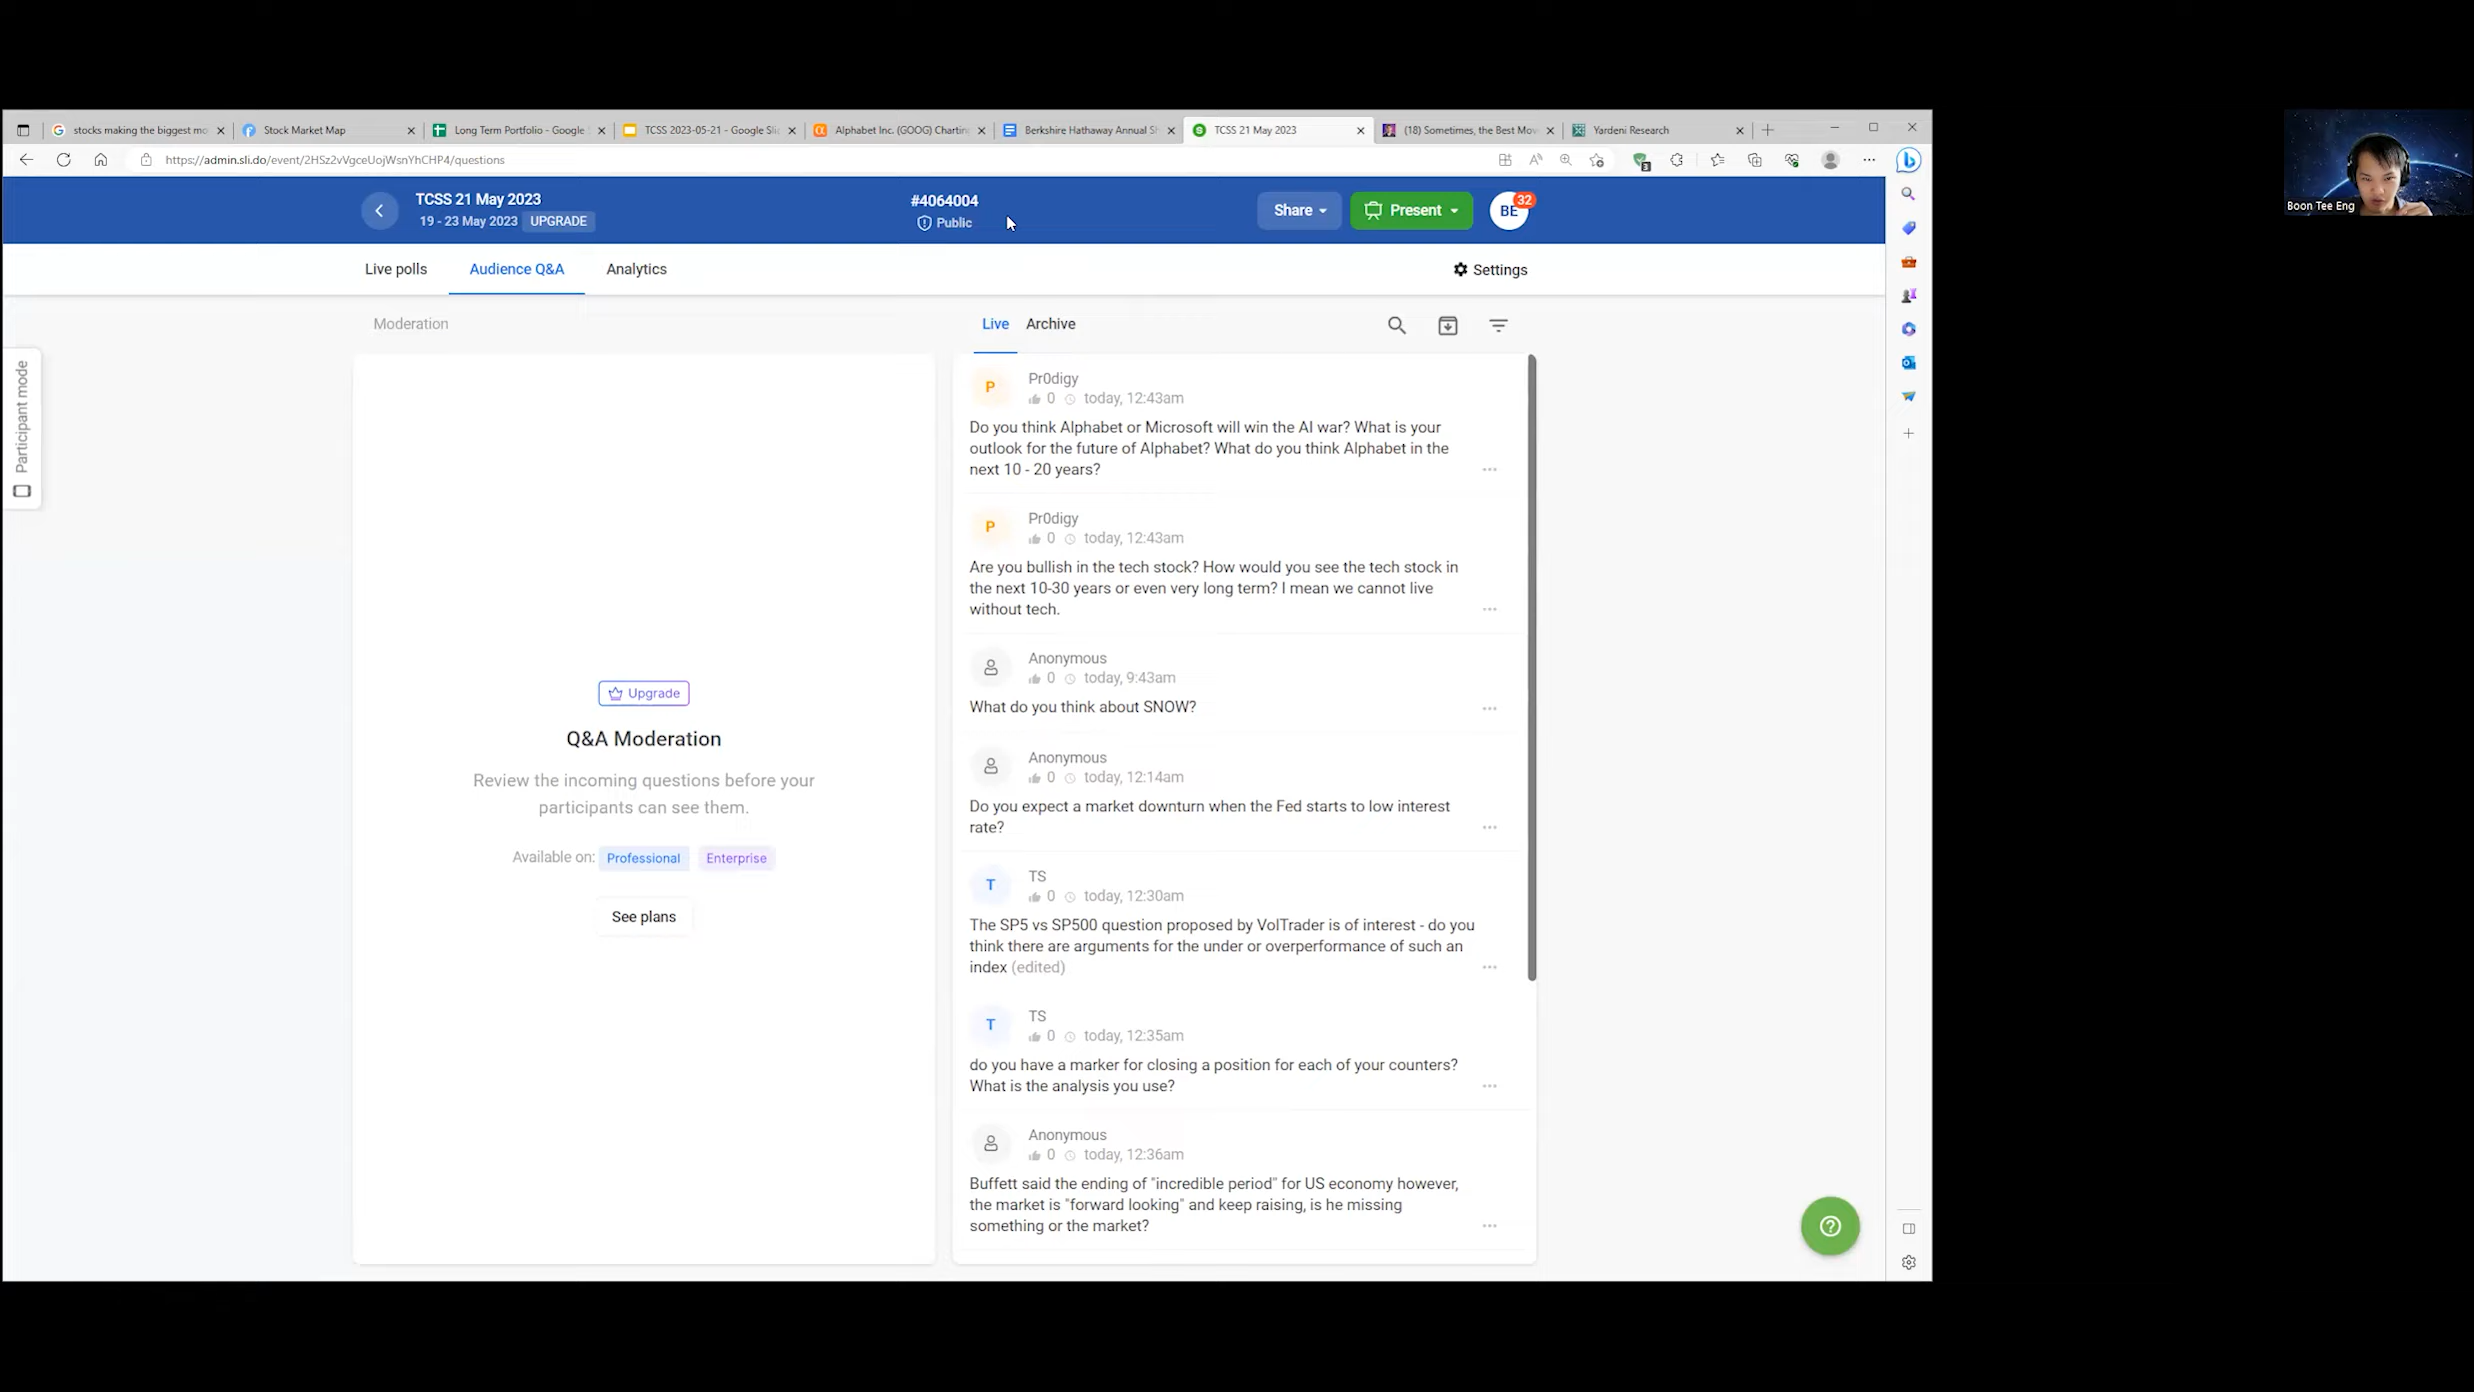 stocks making the biggest mo
Stock Market Map
Long Term Portfolio - Google S
TCSS 2023-05-21 - Google Slic
Alphabet Inc. (GOOG) Charting
Berkshire Hathaway Annual Sh
TCSS 21 May 2023
(18) Sometimes, the Best Mov
Yardeni Research
https://admin.sli.do/event/2HSz2vVgceUojWsnYhCHP4/questions
TCSS 21 May 2023
19 - 23 May 2023 UPGRADE
#4064004
Public
Share
Present
BE
32
Boon Tee Eng
Live polls
Audience Q&A
Analytics
Settings
Participant mode
Moderation
Upgrade
Q&A Moderation
Review the incoming questions before your
participants can see them.
Available on: Professional Enterprise
See plans
Live
Archive
P
Pr0digy
0 today, 12:43am
Do you think Alphabet or Microsoft will win the AI war? What is your
outlook for the future of Alphabet? What do you think Alphabet in the
next 10 - 20 years?
P
Pr0digy
0 today, 12:43am
Are you bullish in the tech stock? How would you see the tech stock in
the next 10-30 years or even very long term? I mean we cannot live
without tech.
Anonymous
0 today, 9:43am
What do you think about SNOW?
Anonymous
0 today, 12:14am
Do you expect a market downturn when the Fed starts to low interest
rate?
T
TS
0 today, 12:30am
The SP5 vs SP500 question proposed by VolTrader is of interest - do you
think there are arguments for the under or overperformance of such an
index (edited)
T
TS
0 today, 12:35am
do you have a marker for closing a position for each of your counters?
What is the analysis you use?
Anonymous
0 today, 12:36am
Buffett said the ending of "incredible period" for US economy however,
the market is "forward looking" and keep raising, is he missing
something or the market?